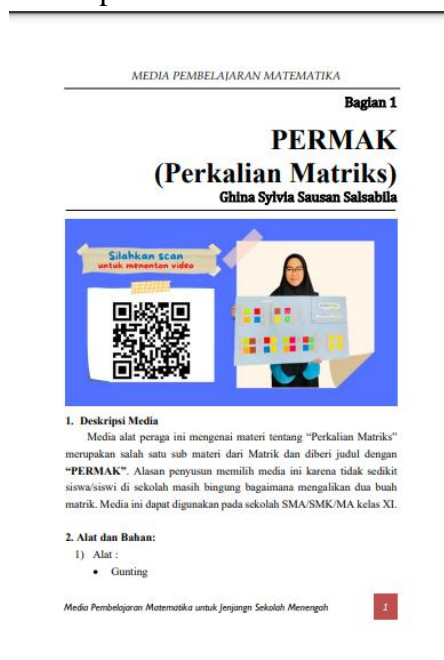 MEDIA PEMBELAJARAN MATEMATIKA
Bagian 1
PERMAK
(Perkalian Matriks)
Ghina Sylvia Sausan Salsabila
Silahkan scan
untuk menonton video
1. Deskripsi Media
Media alat peraga ini mengenai materi tentang “Perkalian Matriks”
merupakan salah satu sub materi dari Matrik dan diberi judul dengan
“PERMAK”. Alasan penyusun memilih media ini karena tidak sedikit
siswa/siswi di sekolah masih bingung bagaimana mengalikan dua buah
matrik. Media ini dapat digunakan pada sekolah SMA/SMK/MA kelas XI.
2. Alat dan Bahan:
1) Alat :
• Gunting
Media Pembelajaran Matematika untuk Jenjangn Sekolah Menengah
1